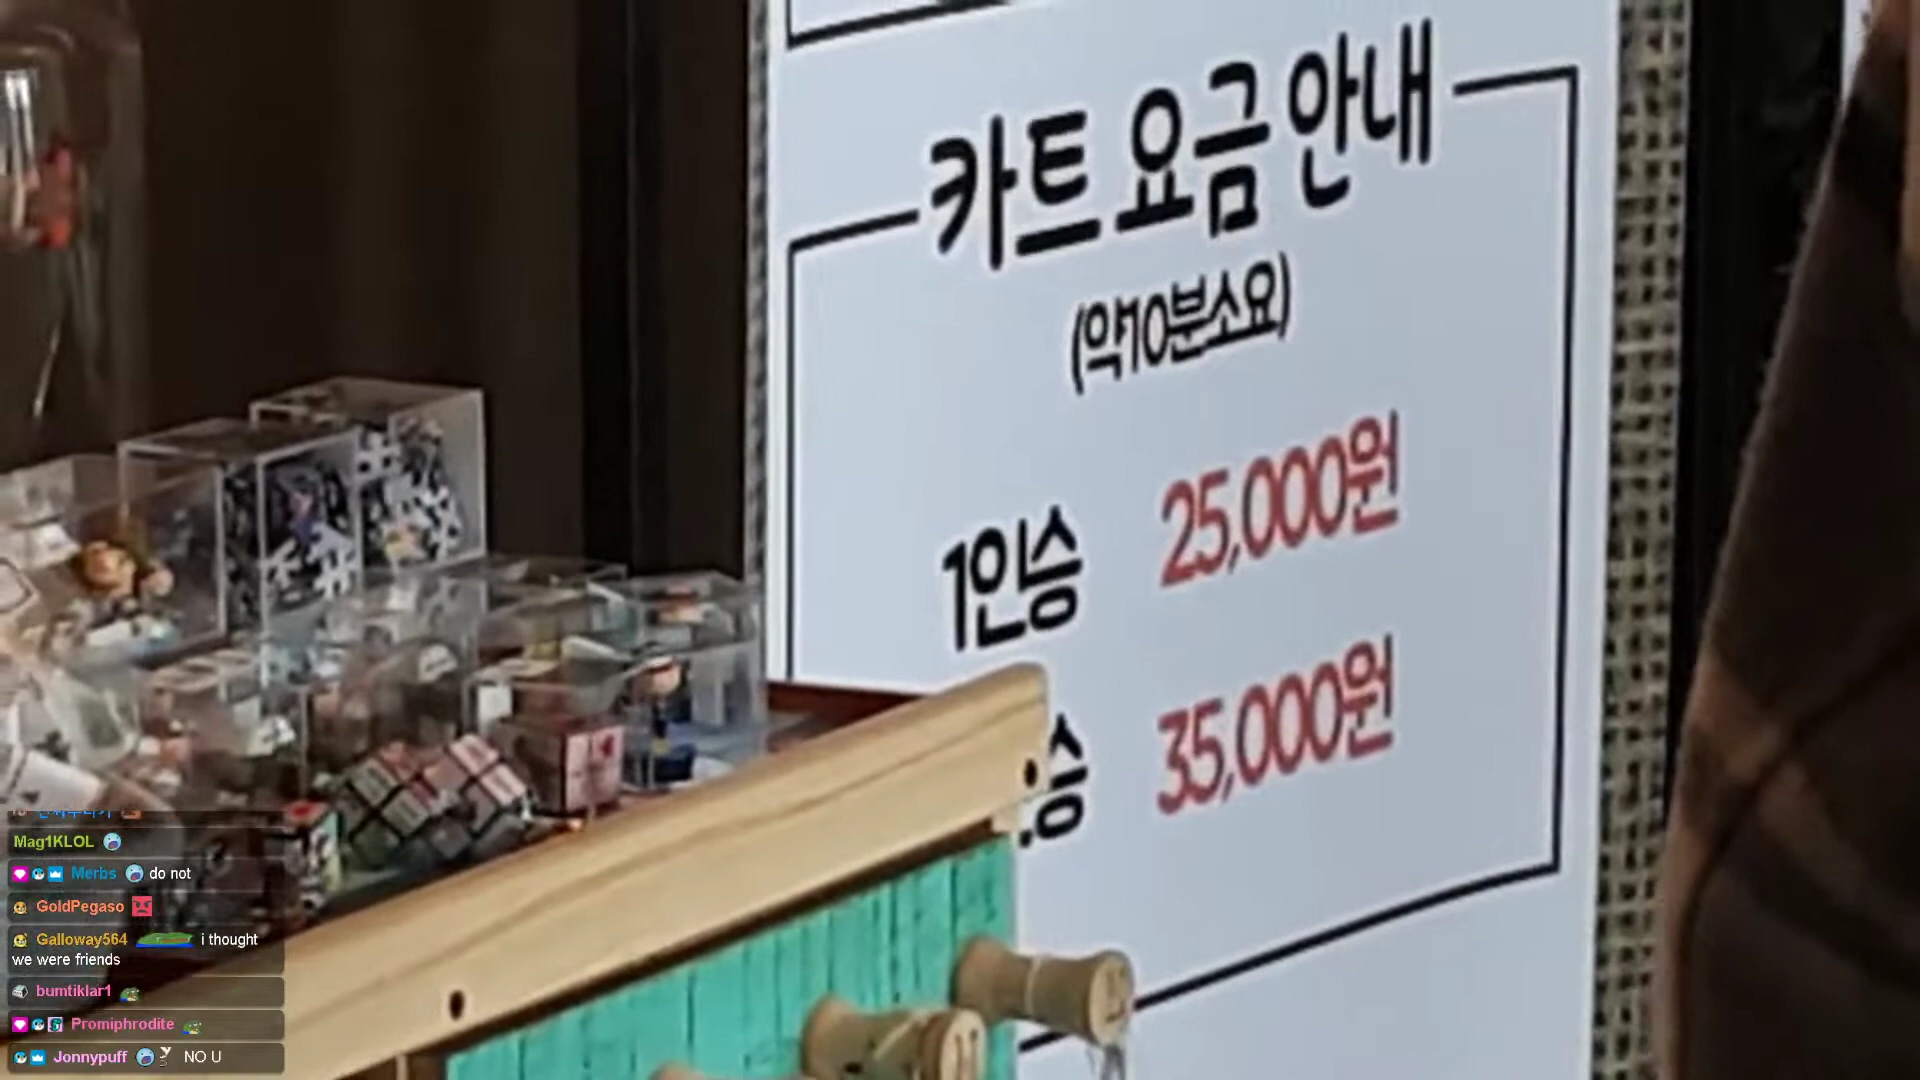 카트 요금 안내
(약10분소요)
1인승 25,000원
승 35,000원
Mag1KLOL
Merbs do not
GoldPegaso
Galloway564 i thought
we were friends
bumtiklar1
Promiphrodite
Jonnypuff NO U